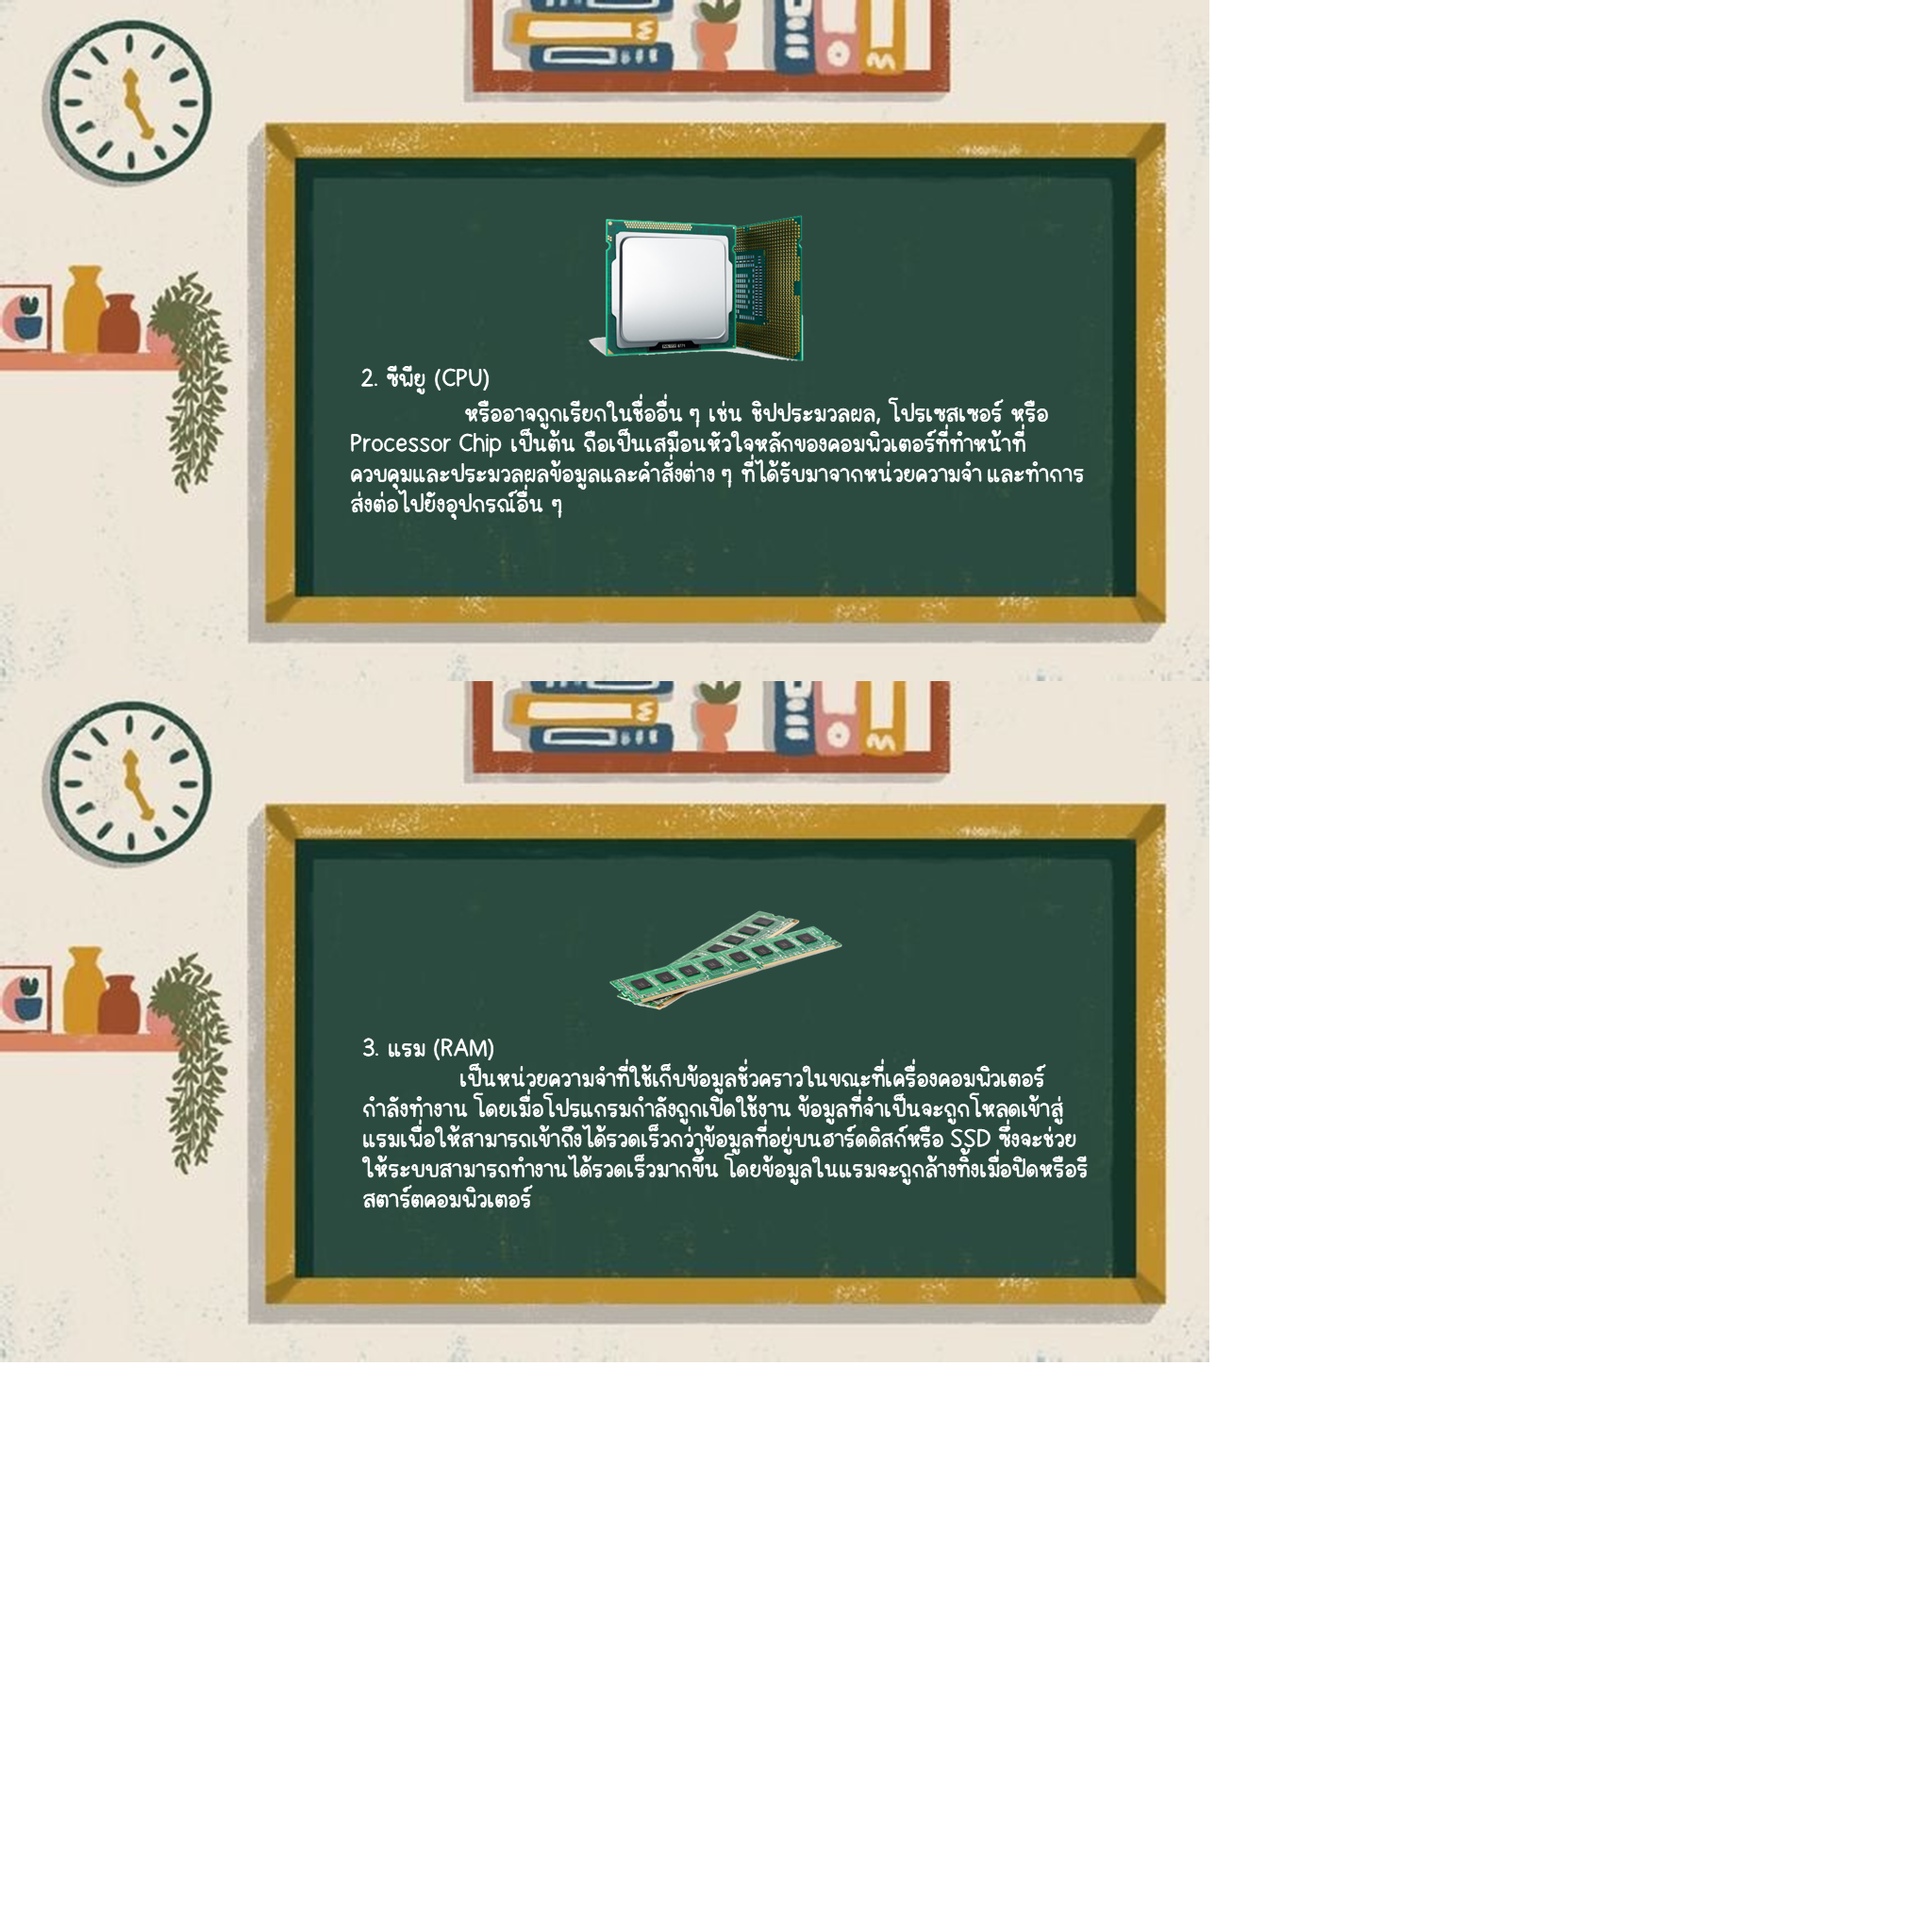 2. ซีพียู (CPU)
หรืออาจถูกเรียกในชื่ออื่น ๆ เช่น ชิปประมวลผล, โปรเซสเซอร์ หรือ
Processor Chip เป็นต้น ถือเป็นเสมือนหัวใจหลักของคอมพิวเตอร์ที่ทำหน้าที่
ควบคุมและประมวลผลข้อมูลและคำสั่งต่าง ๆ ที่ได้รับมาจากหน่วยความจำ และทำการ
ส่งต่อไปยังอุปกรณ์อื่น ๆ
3. แรม (RAM)
เป็นหน่วยความจำที่ใช้เก็บข้อมูลชั่วคราวในขณะที่เครื่องคอมพิวเตอร์
กำลังทำงาน โดยเมื่อโปรแกรมกำลังถูกเปิดใช้งาน ข้อมูลที่จำเป็นจะถูกโหลดเข้าสู่
แรมเพื่อให้สามารถเข้าถึงได้รวดเร็วกว่าข้อมูลที่อยู่บนฮาร์ดดิสก์หรือ SSD ซึ่งจะช่วย
ให้ระบบสามารถทำงานได้รวดเร็วมากขึ้น โดยข้อมูลในแรมจะถูกล้างทิ้งเมื่อปิดหรือรี
สตาร์ตคอมพิวเตอร์